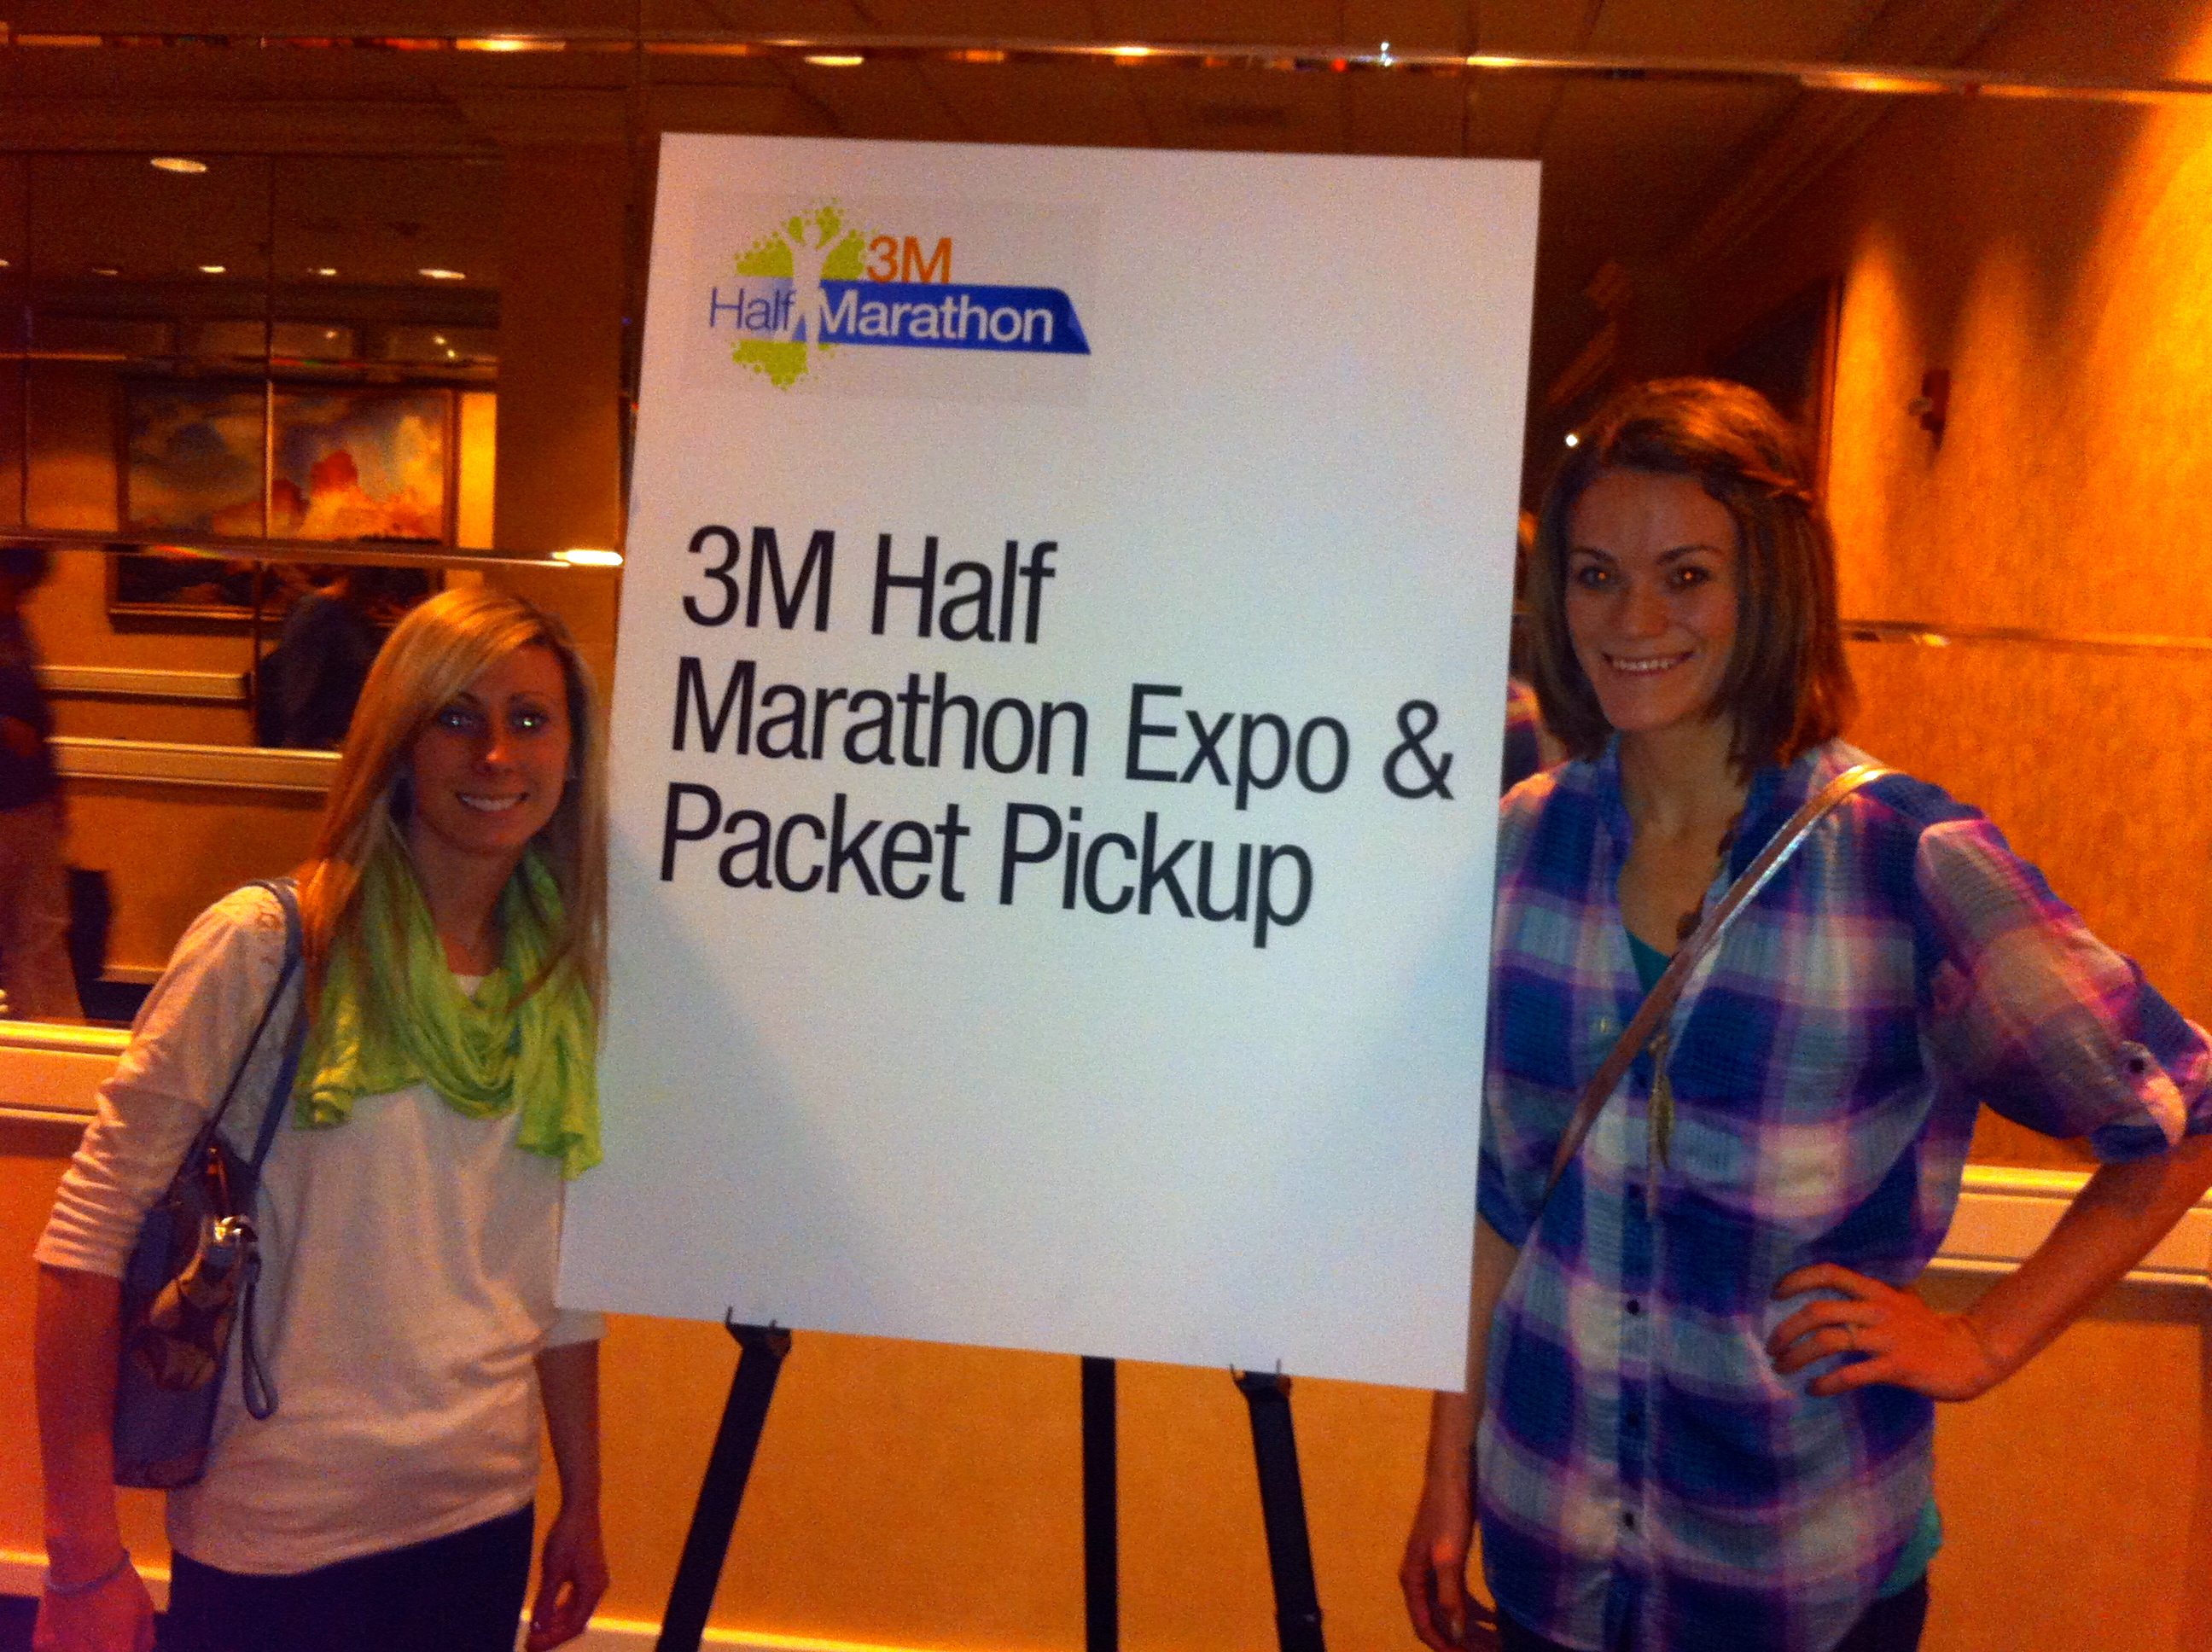 3M
Half Marathon
3M Half
Marathon Expo &
Packet Pickup